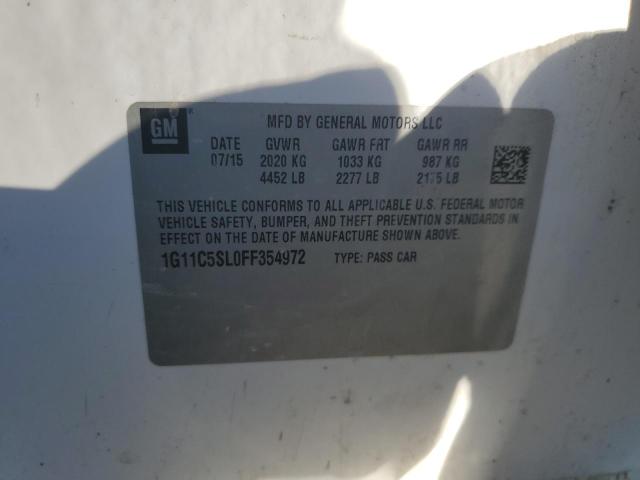 GM
MFD BY GENERAL MOTORS LLC
DATE GVWR GAWR FRT GAWR RR
07/15 2020 KG 1033 KG 987 KG
4452 LB 2277 LB 2175 LB
THIS VEHICLE CONFORMS TO ALL APPLICABLE U.S. FEDERAL MOTOR
VEHICLE SAFETY, BUMPER, AND THEFT PREVENTION STANDARDS IN
EFFECT ON THE DATE OF MANUFACTURE SHOWN ABOVE.
1G11C5SL0FF354972 TYPE: PASS CAR